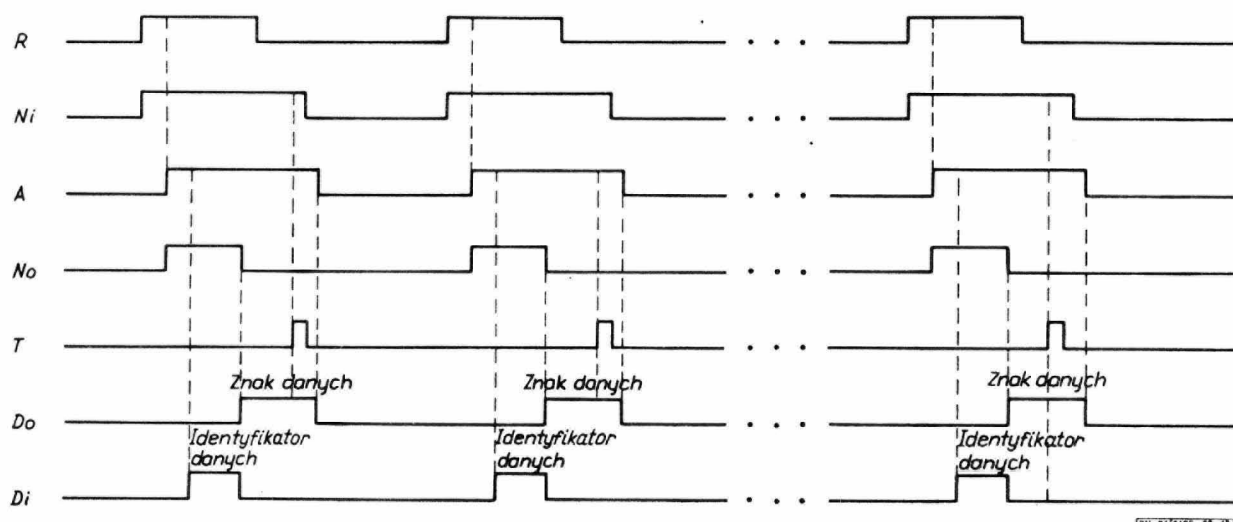 R
. . .
Ni
. . .
A
. . .
No
. . .
T
. . .
Znak danych
Znak danych
Znak danych
Do
. . .
Identyfikator
danych
Identyfikator
danych
Identyfikator
danych
Di
. . .